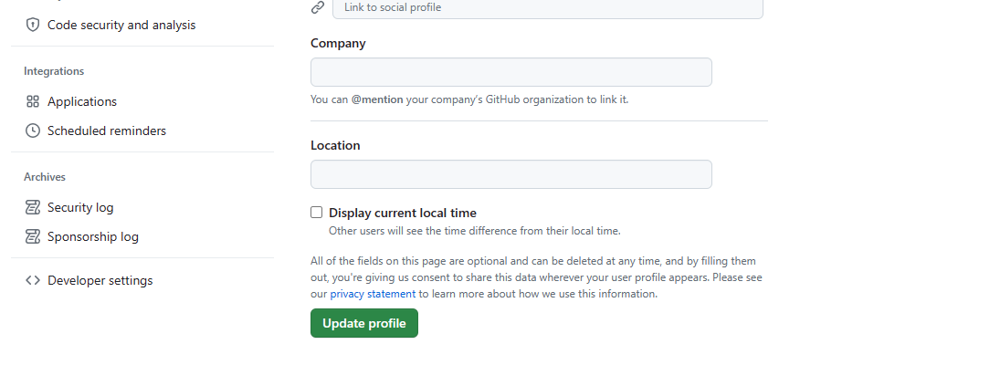 Code security and analysis
Integrations
Applications
Scheduled reminders
Archives
Security log
Sponsorship log
Developer settings
Link to social profile
Company
You can @mention your company's GitHub organization to link it.
Location
Display current local time
Other users will see the time difference from their local time.
All of the fields on this page are optional and can be deleted at any time, and by filling them
out, you're giving us consent to share this data wherever your user profile appears. Please see
our privacy statement to learn more about how we use this information.
Update profile